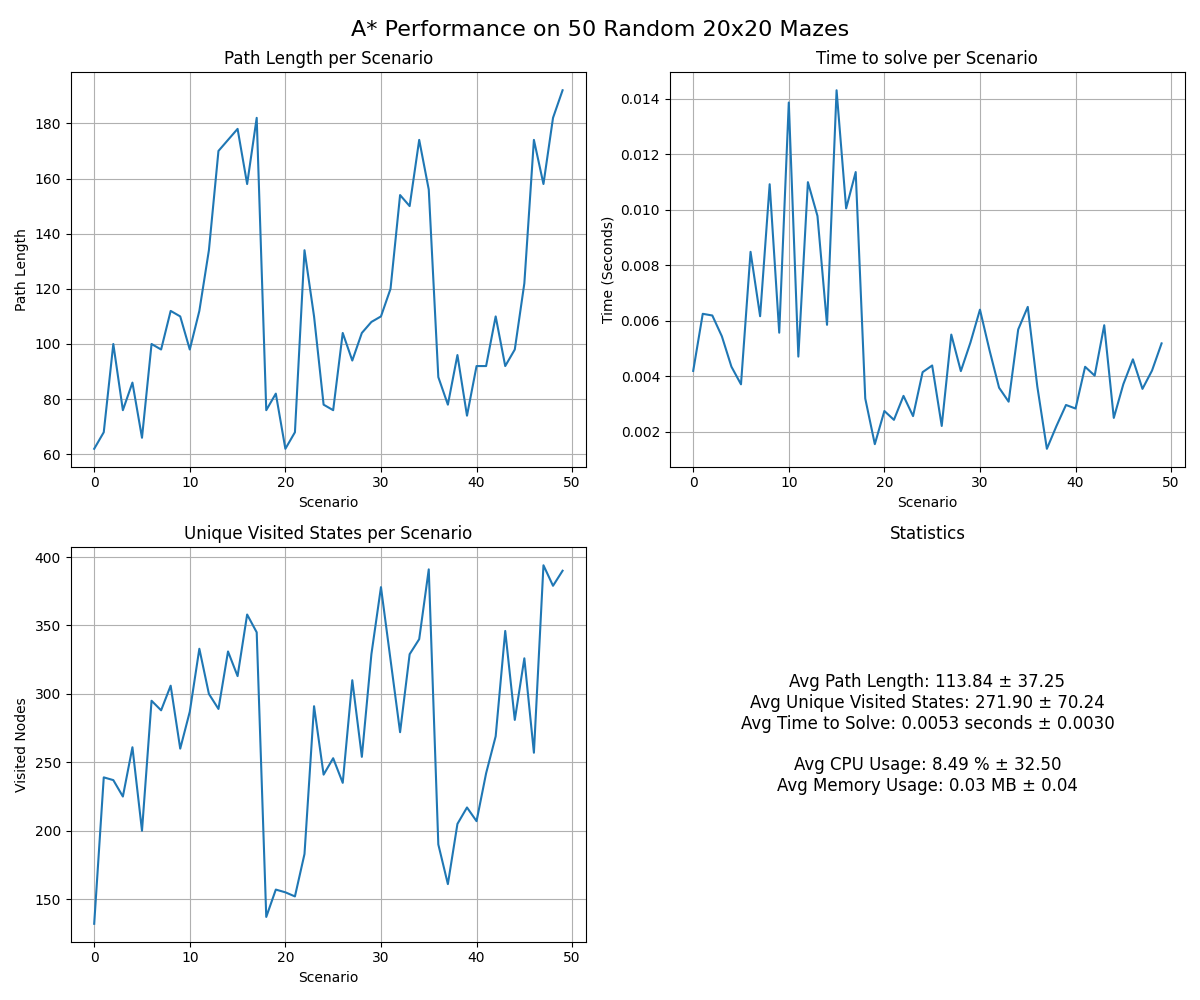 A* Performance on 50 Random 20x20 Mazes
Path Length per Scenario
180
160
140
120
100
80
60
Path Length
0 10 20 30 40 50
Scenario
Time to solve per Scenario
0.014
0.012
0.010
0.008
0.006
0.004
0.002
Time (Seconds)
0 10 20 30 40 50
Scenario
Unique Visited States per Scenario
400
350
300
250
200
150
Visited Nodes
0 10 20 30 40 50
Scenario
Statistics
Avg Path Length: 113.84 ± 37.25
Avg Unique Visited States: 271.90 ± 70.24
Avg Time to Solve: 0.0053 seconds ± 0.0030
Avg CPU Usage: 8.49 % ± 32.50
Avg Memory Usage: 0.03 MB ± 0.04